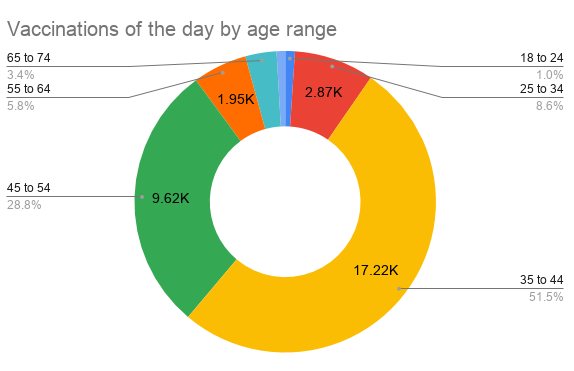 Vaccinations of the day by age range
65 to 74
3.4%
55 to 64
5.8%
45 to 54
28.8%
18 to 24
1.0%
25 to 34
8.6%
35 to 44
51.5%
1.95K
2.87K
9.62K
17.22K